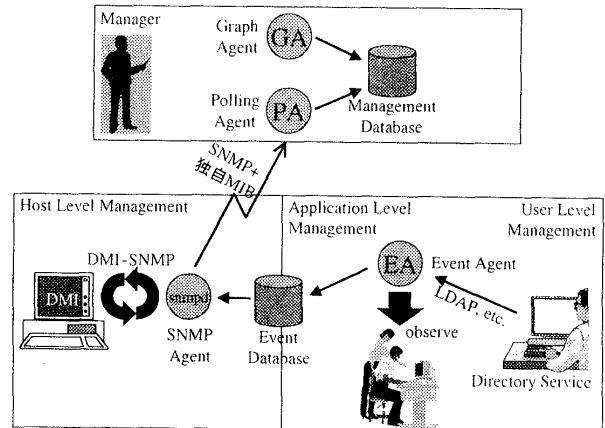 Manager
Graph
Agent
GA
Polling
Agent
PA
Management
Database
SNMP+
独自MIB
Host Level Management
Application Level
Management
User Level
Management
DMI-SNMP
DMI
snmpd
SNMP
Agent
Event
Database
EA
Event Agent
LDAP, etc.
observe
Directory Service